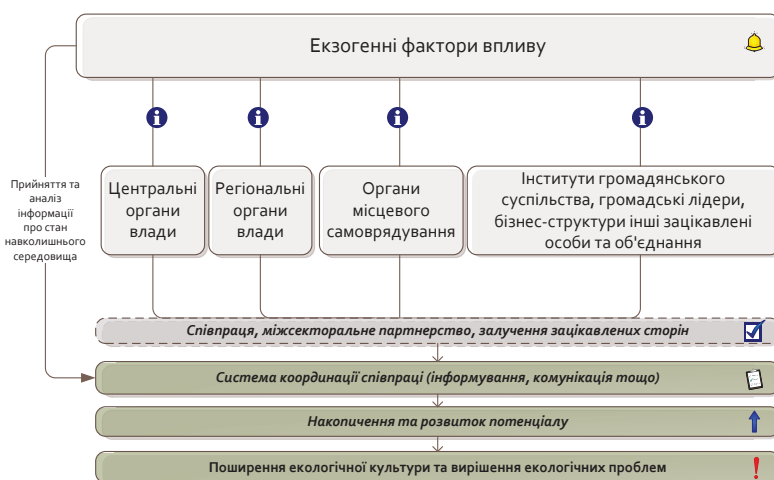 Екзогенні фактори впливу
Прийняття та
аналіз
інформації
про стан
навколишнього
середовища
Центральні
органи
влади
Регіональні
органи
влади
Органи
місцевого
самоврядування
Інститути громадянського
суспільства, громадські лідери,
бізнес-структури інші зацікавлені
особи та об'єднання
Співпраця, міжсекторальне партнерство, залучення зацікавлених сторін
Система координації співпраці (інформування, комунікація тощо)
Накопичення та розвиток потенціалу
Поширення екологічної культури та вирішення екологічних проблем